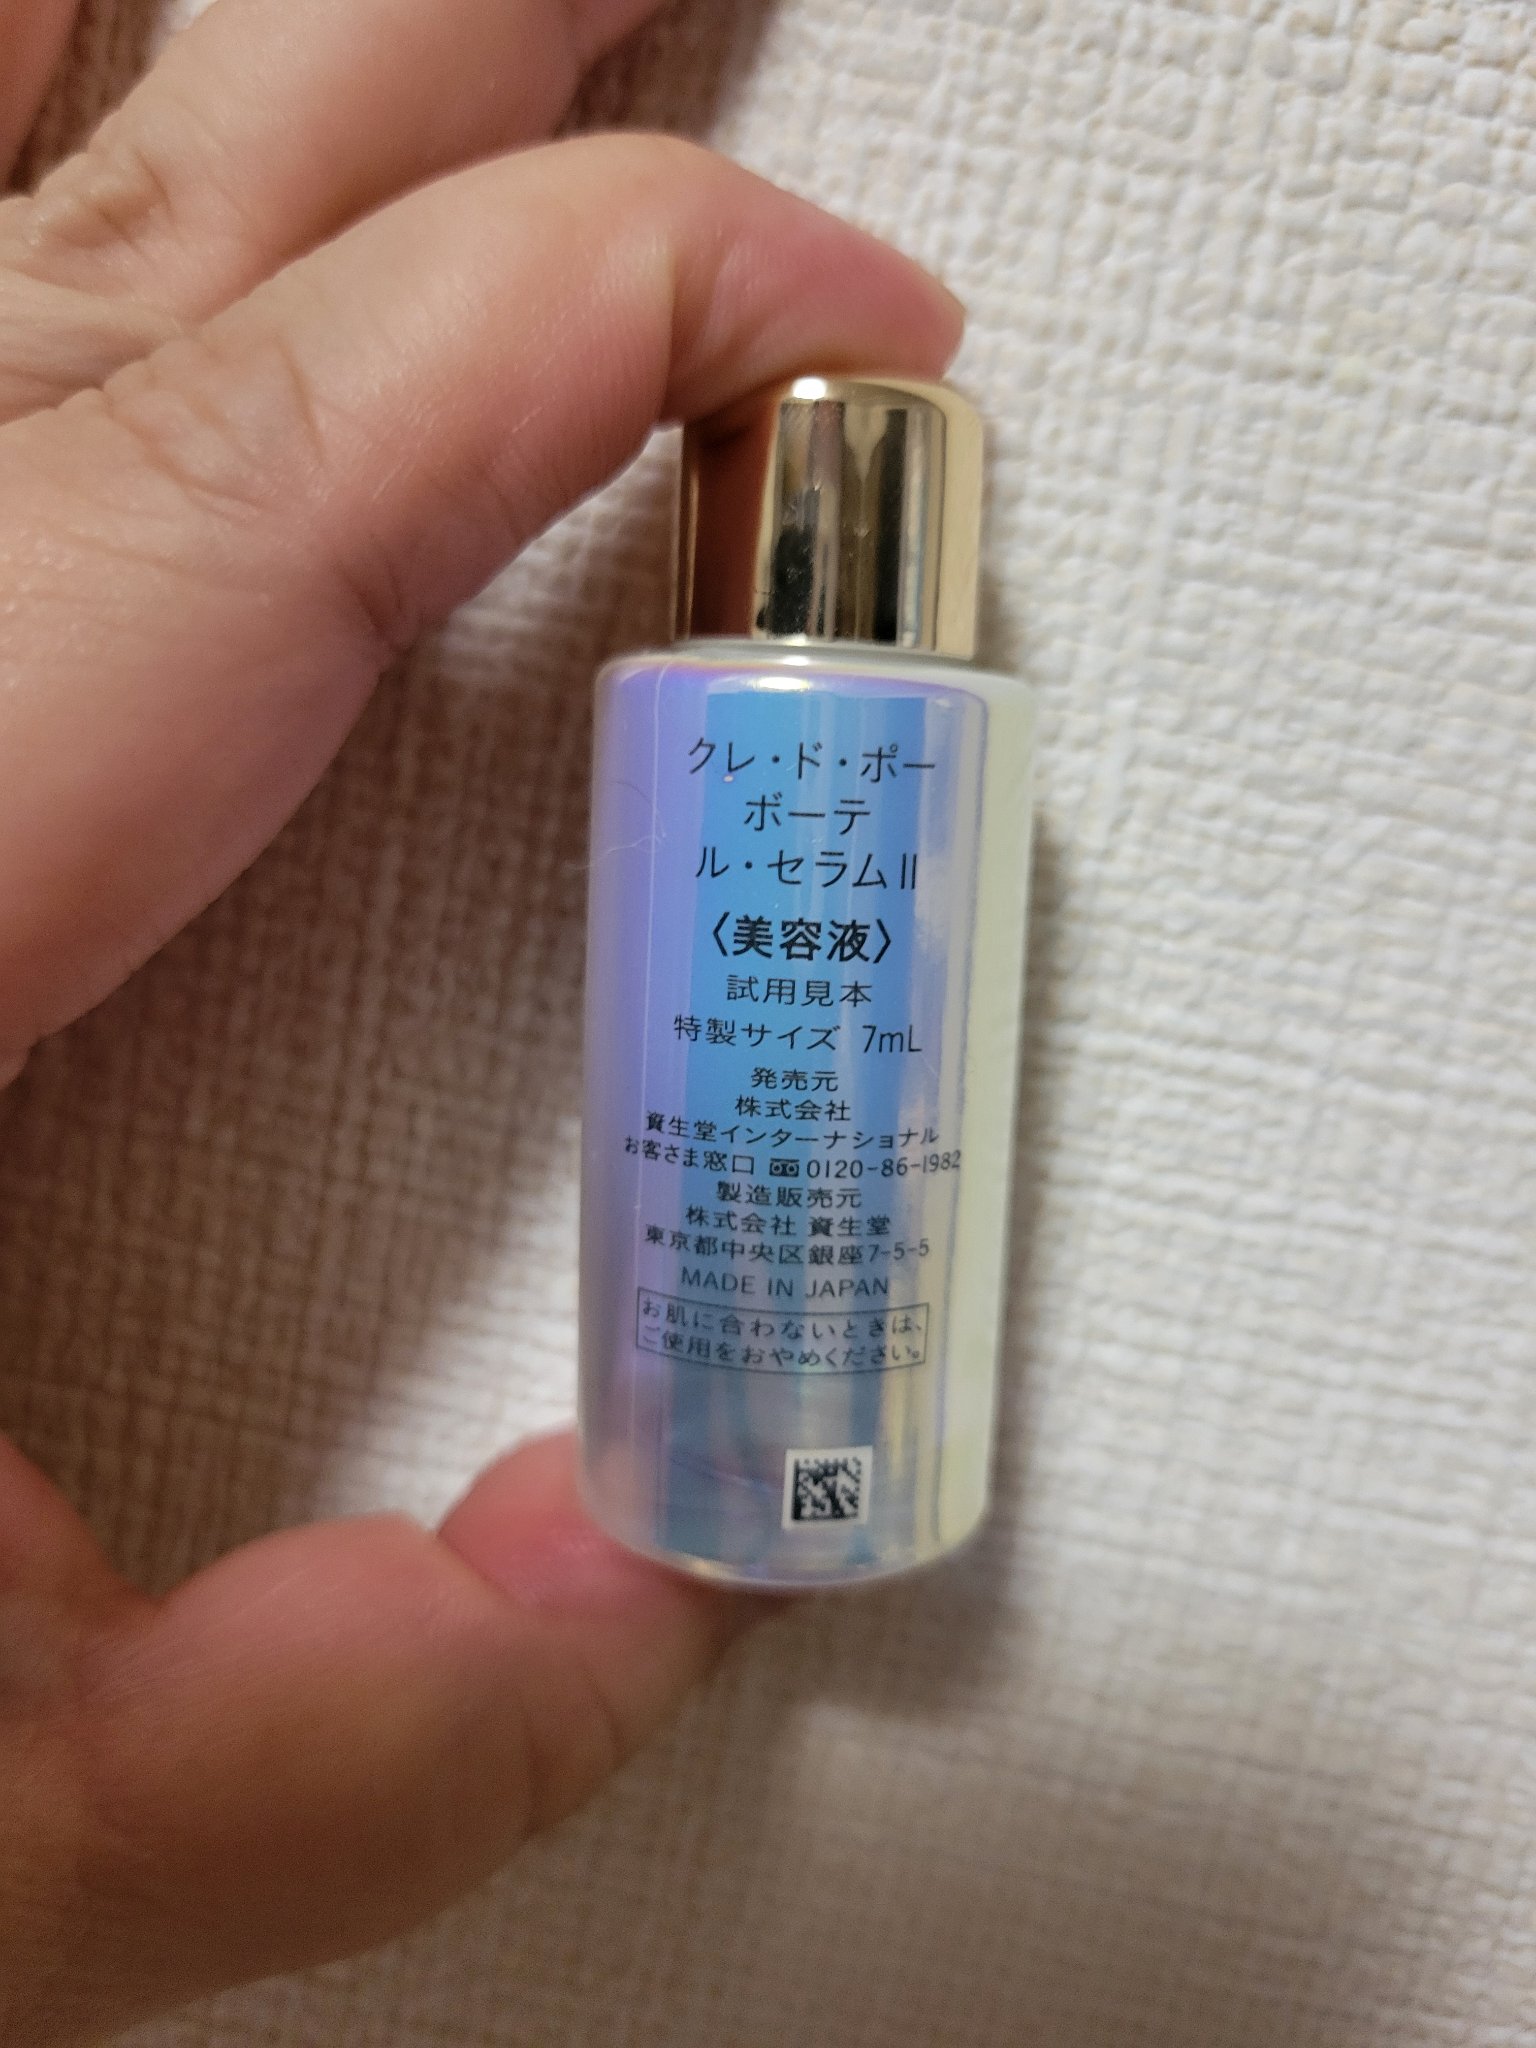 クレ・ド・ポー
ボーテ
ル・セラムⅡ
〈美容液〉
試用見本
特製サイズ 7mL
発売元
株式会社
資生堂インターナショナル
お客さま窓口 0120-86-1982
製造販売元
株式会社 資生堂
東京都中央区銀座7-5-5
MADE IN JAPAN
お肌に合わないときは、
ご使用をおやめください。